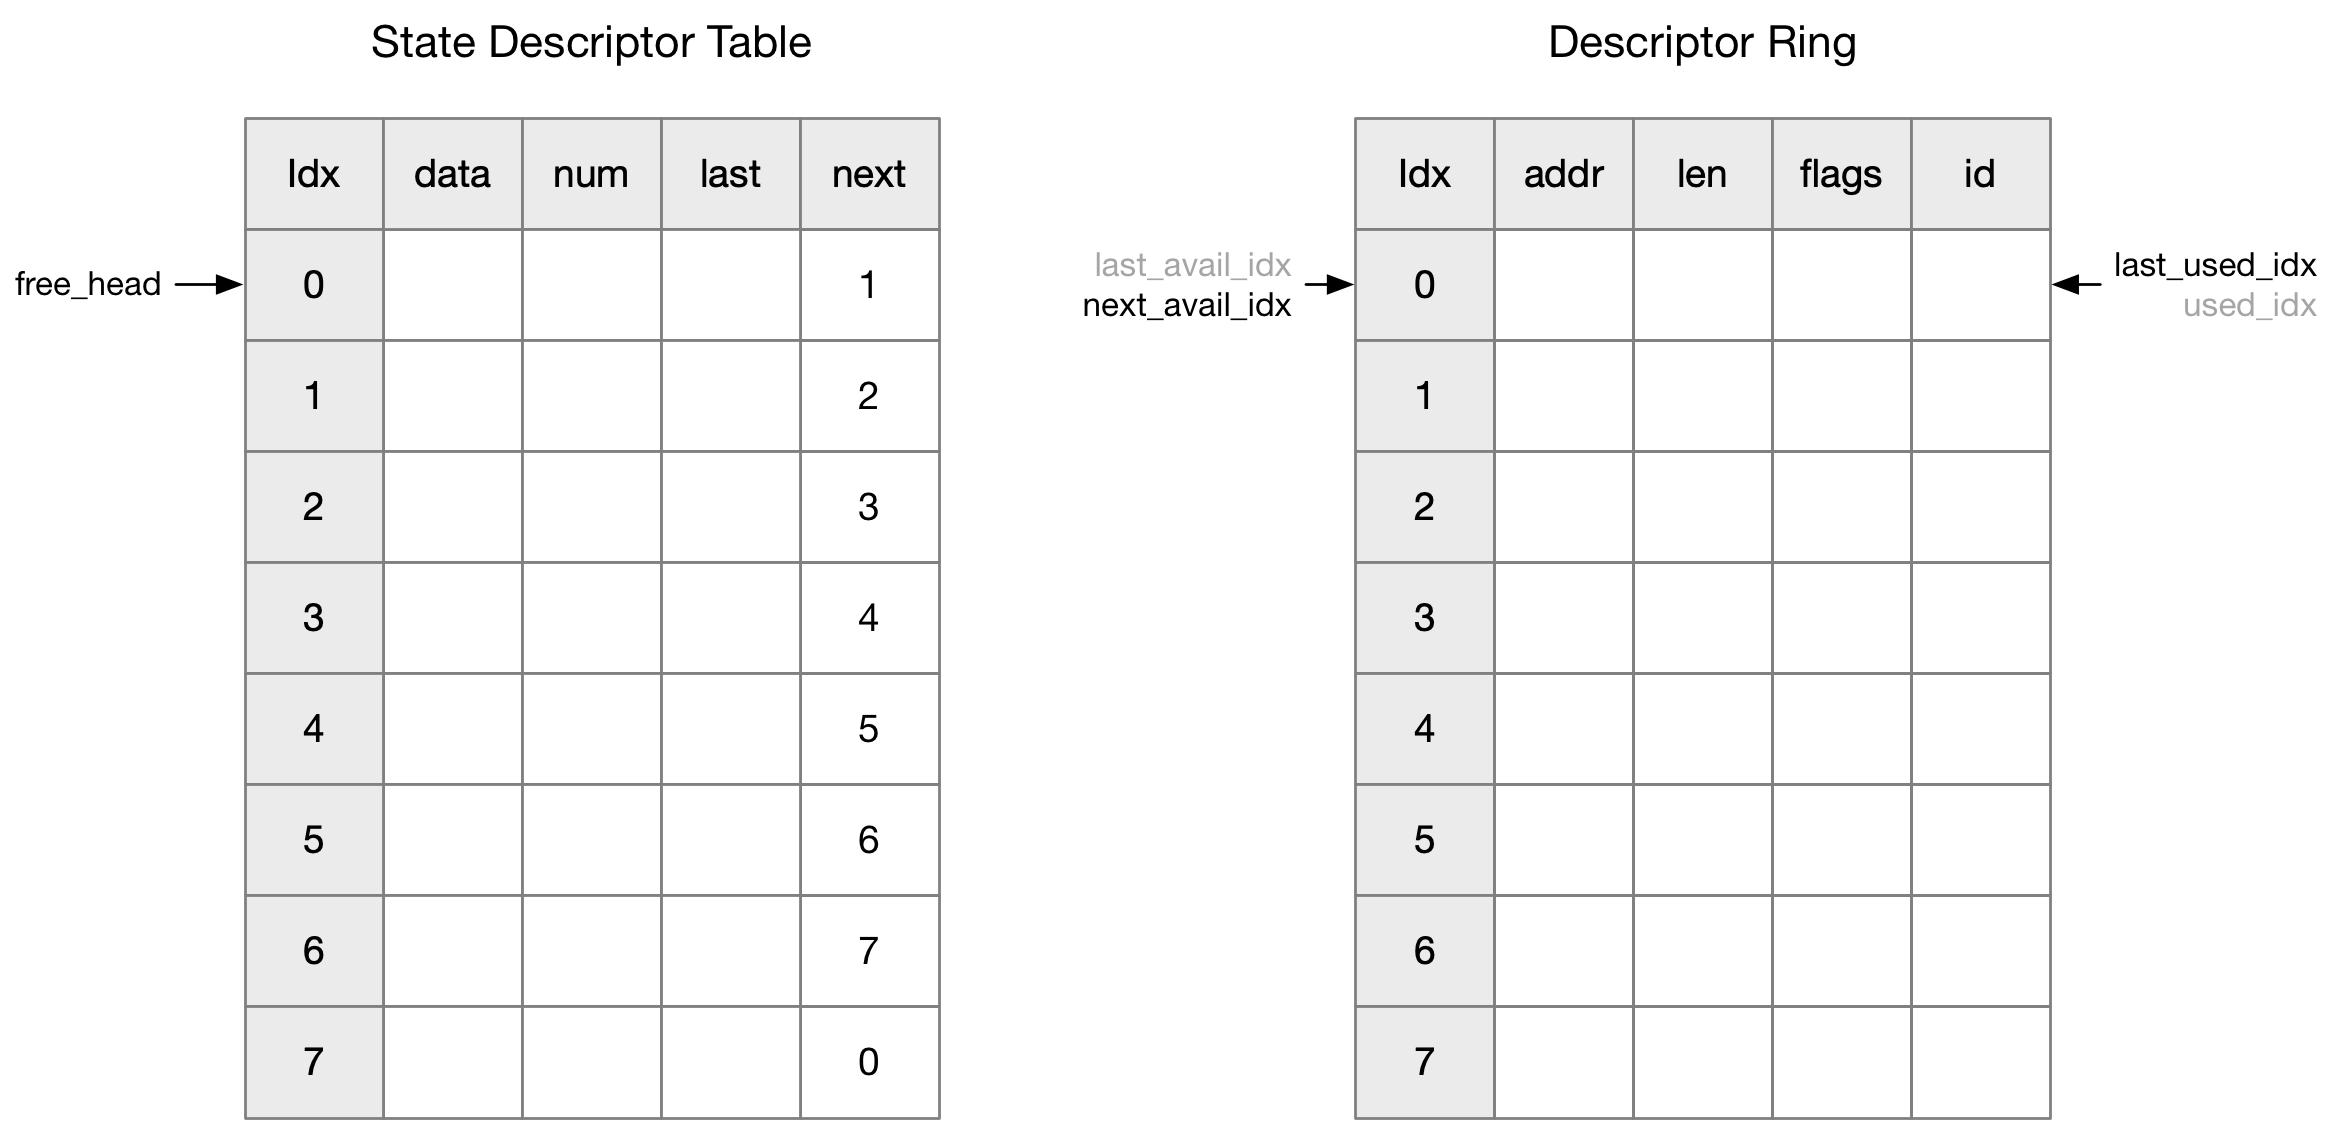 State Descriptor Table
Idx data num last next
free_head 0 1
1 2
2 3
3 4
4 5
5 6
6 7
7 0
Descriptor Ring
Idx addr len flags id
last_avail_idx
next_avail_idx
0
last_used_idx
used_idx
1
2
3
4
5
6
7